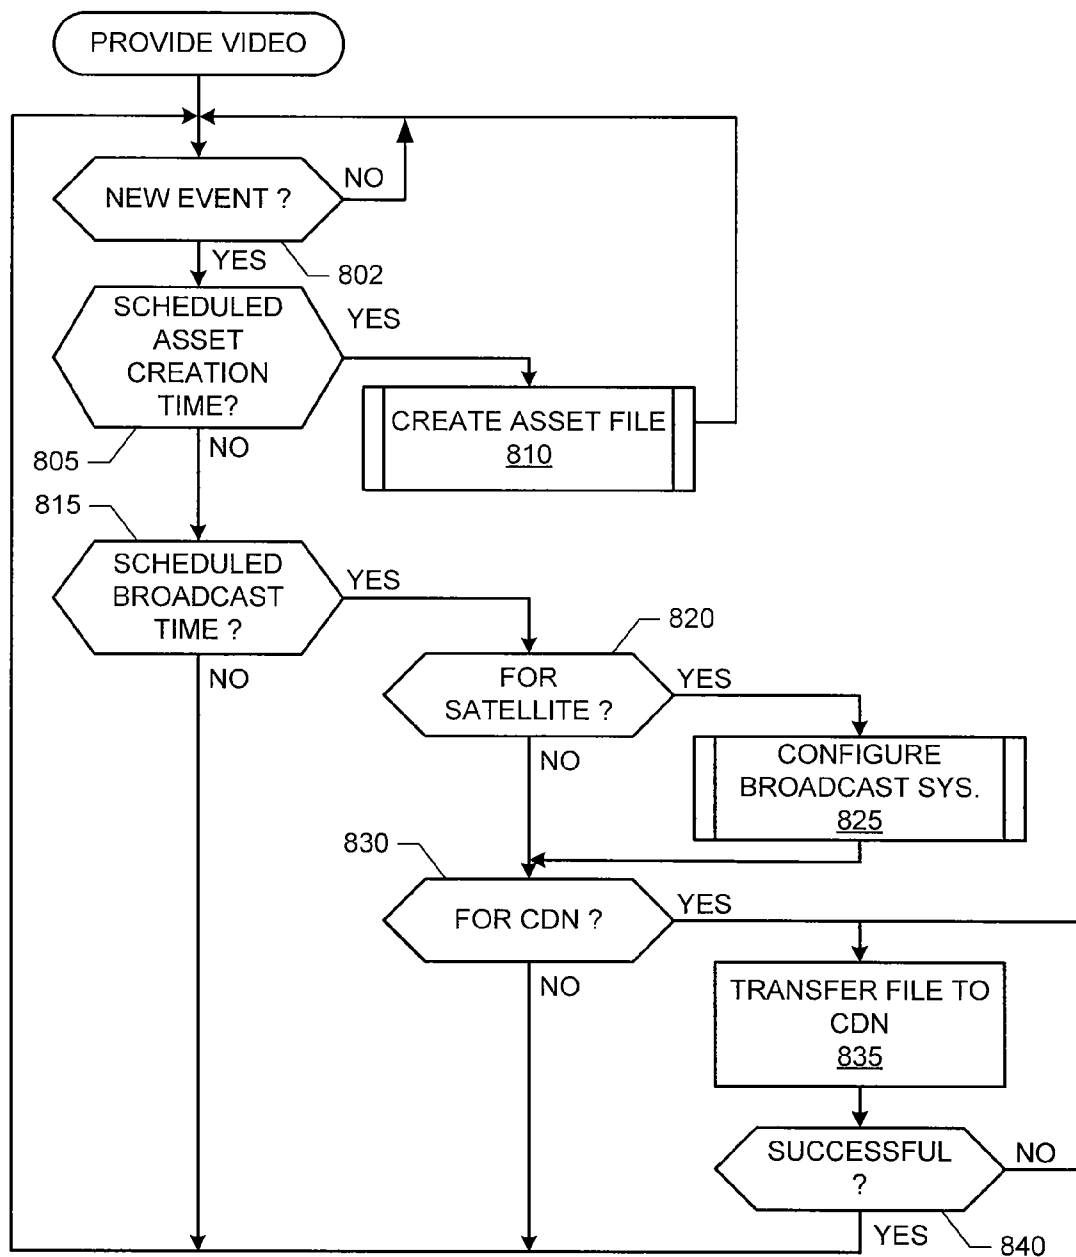 PROVIDE VIDEO
NEW EVENT ?
NO
YES
802
SCHEDULED
ASSET
CREATION
TIME?
YES
CREATE ASSET FILE
810
NO
805
815
SCHEDULED
BROADCAST
TIME ?
YES
NO
820
FOR
SATELLITE ?
YES
NO
CONFIGURE
BROADCAST SYS.
825
830
FOR CDN ?
YES
NO
TRANSFER FILE TO
CDN
835
SUCCESSFUL
?
NO
YES
840